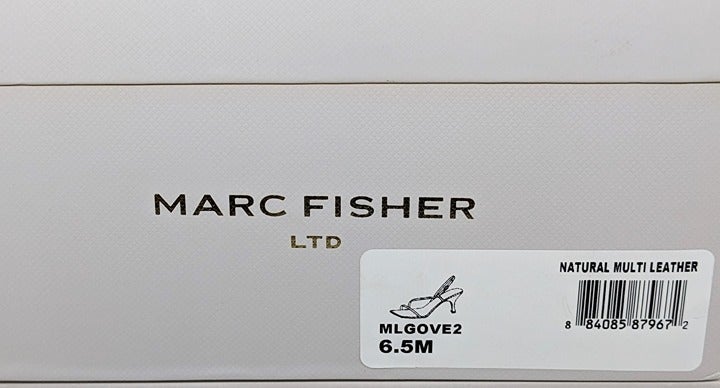 MARC FISHER
LTD
NATURAL MULTI LEATHER
MLGOVE2
6.5M
8 84085 87967 2